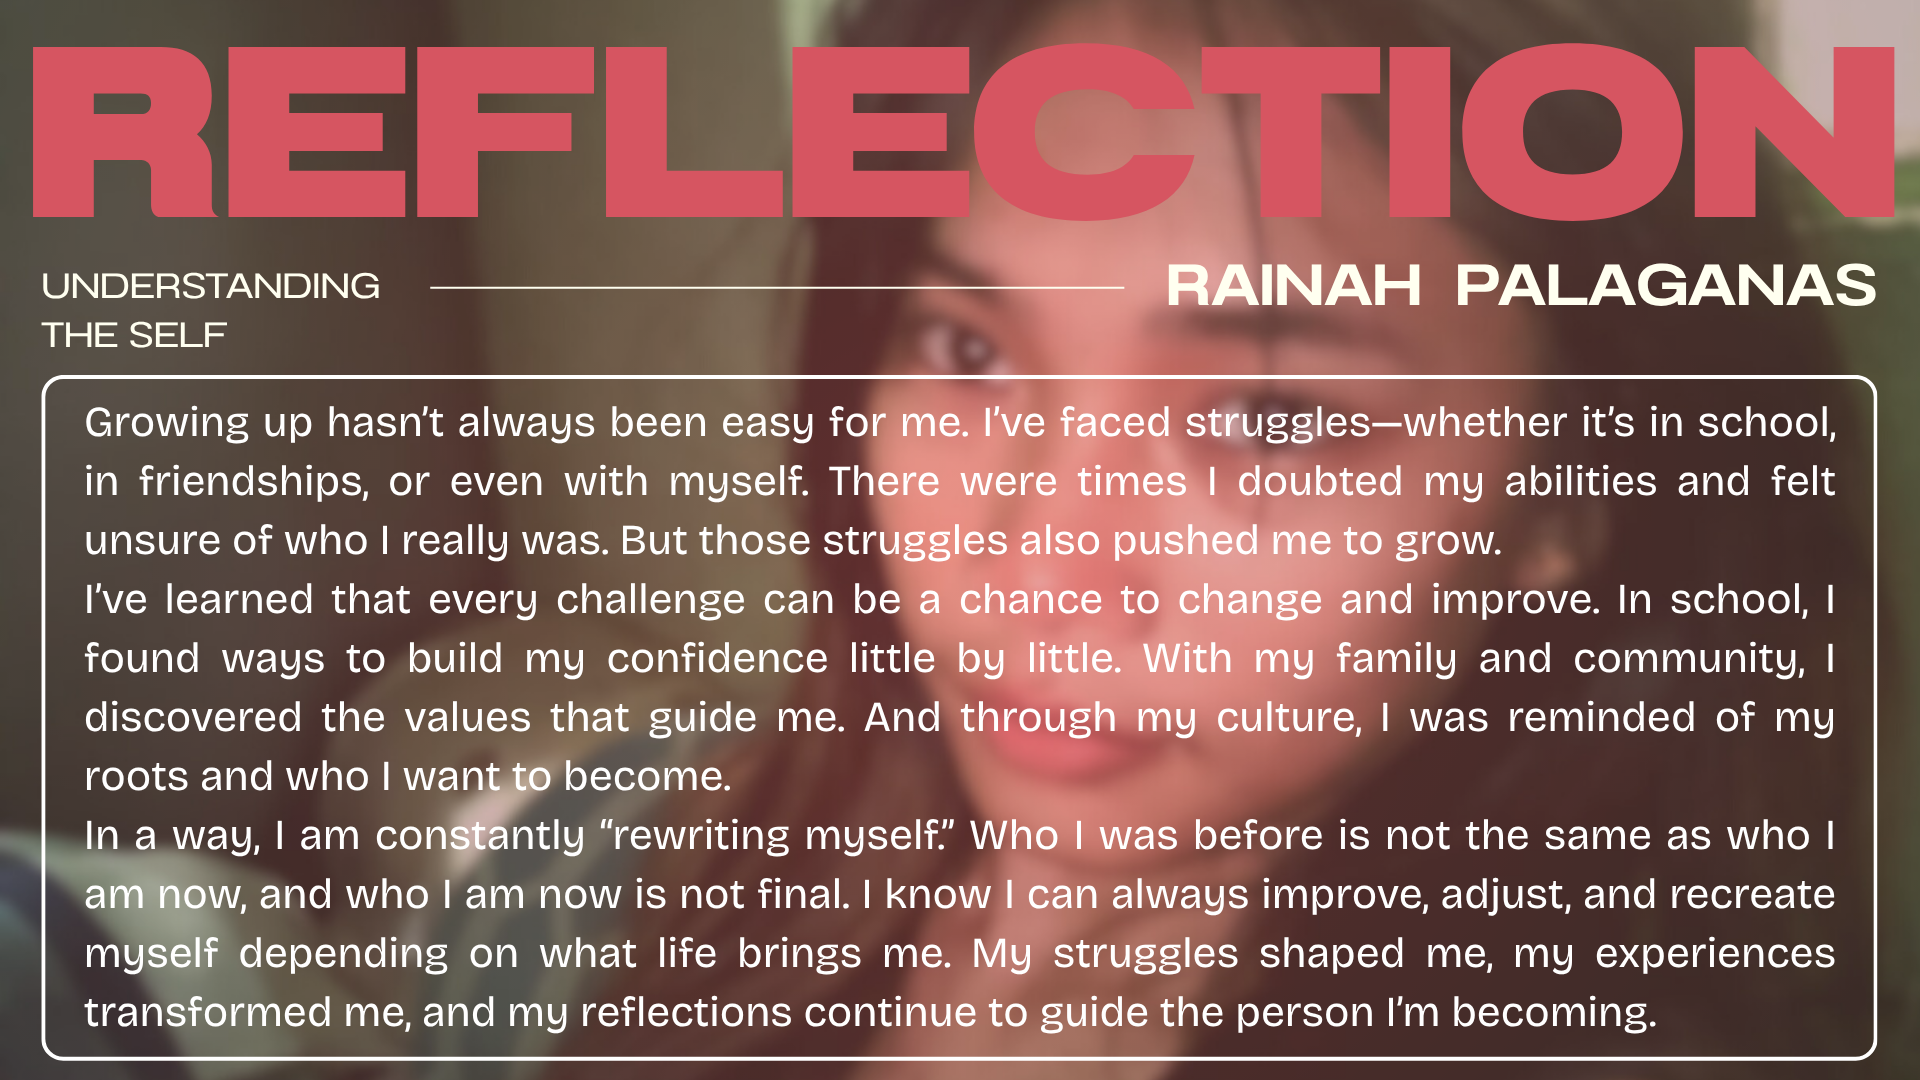 REFLECTION
UNDERSTANDING
THE SELF
RAINAH PALAGANAS
Growing up hasn’t always been easy for me. I’ve faced struggles—whether it’s in school,
in friendships, or even with myself. There were times I doubted my abilities and felt
unsure of who I really was. But those struggles also pushed me to grow.
I’ve learned that every challenge can be a chance to change and improve. In school, I
found ways to build my confidence little by little. With my family and community, I
discovered the values that guide me. And through my culture, I was reminded of my
roots and who I want to become.
In a way, I am constantly “rewriting myself.” Who I was before is not the same as who I
am now, and who I am now is not final. I know I can always improve, adjust, and recreate
myself depending on what life brings me. My struggles shaped me, my experiences
transformed me, and my reflections continue to guide the person I’m becoming.